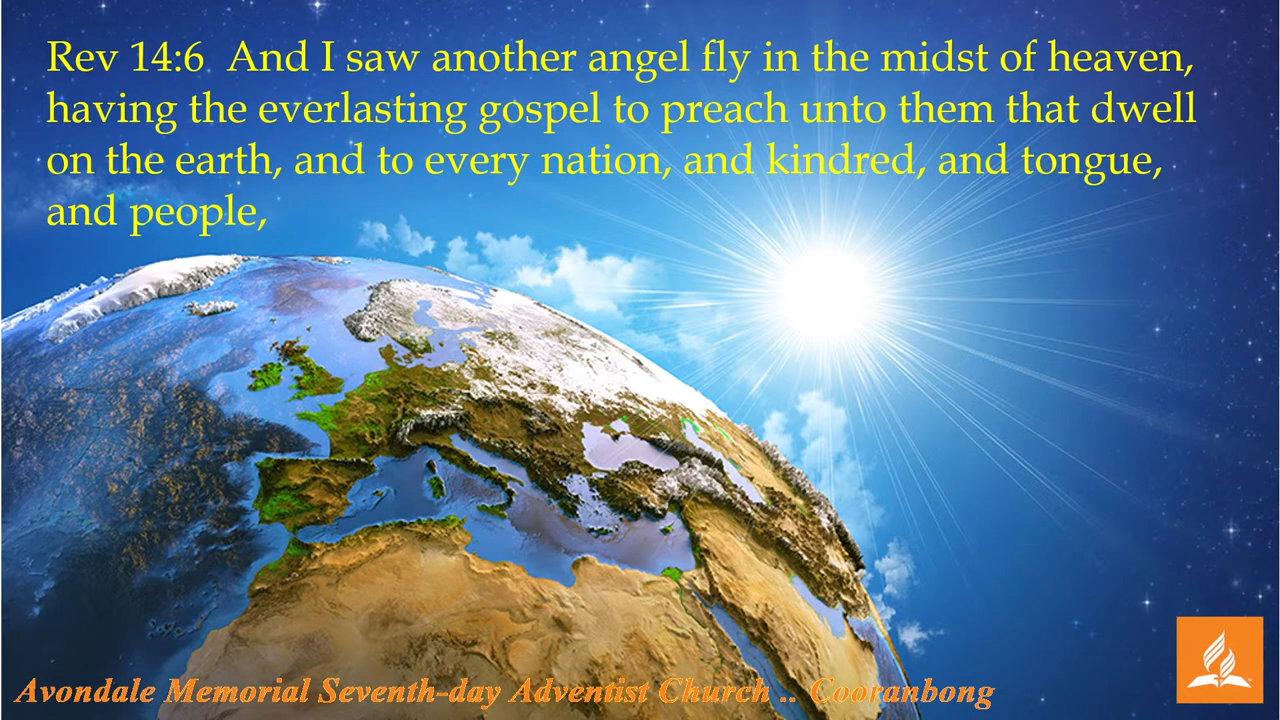 Rev 14:6  And I saw another angel fly in the midst of heaven,
having the everlasting gospel to preach unto them that dwell
on the earth, and to every nation, and kindred, and tongue,
and people,
Avondale Memorial Seventh-day Adventist Church .. Cooranbong